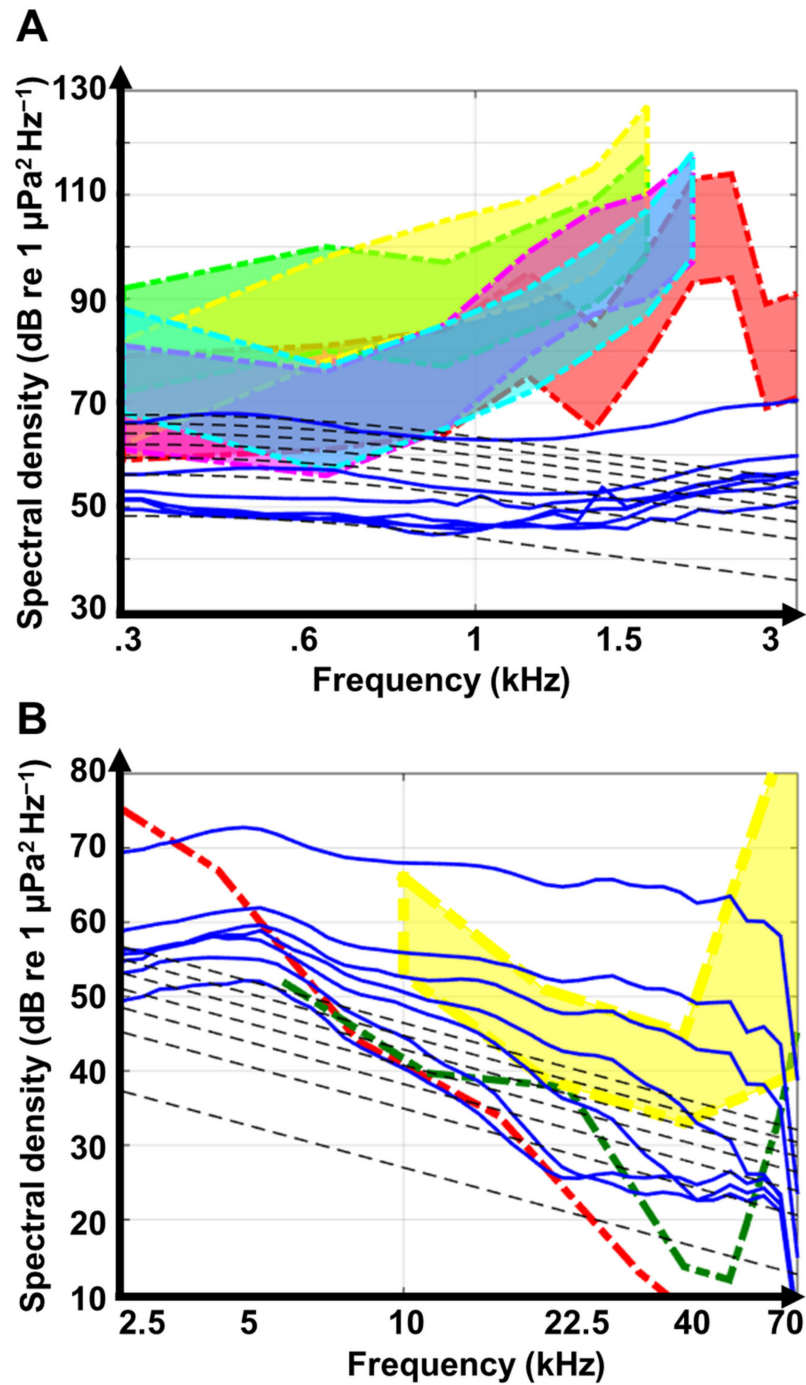 A
Spectral density (dB re 1 µPa² Hz⁻¹)
130
110
90
70
50
30
.3 .6 1 1.5 3
Frequency (kHz)
B
Spectral density (dB re 1 µPa² Hz⁻¹)
80
70
60
50
40
30
20
10
2.5 5 10 22.5 40 70
Frequency (kHz)